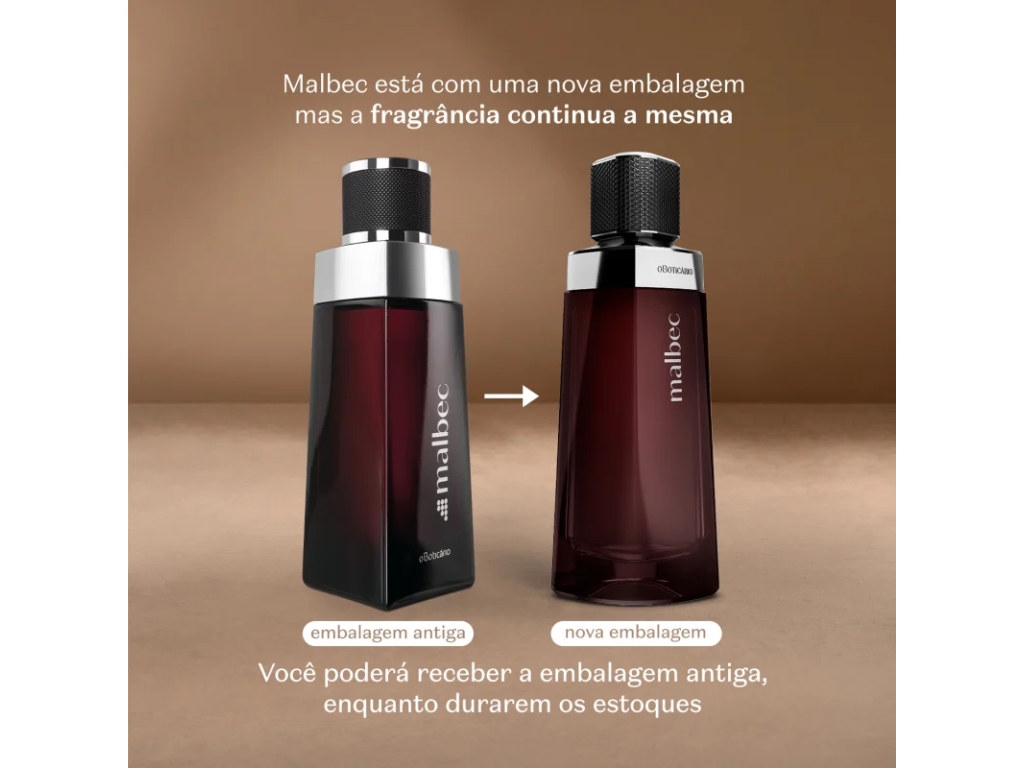 Malbec está com uma nova embalagem
mas a fragrância continua a mesma
oBoticário
malbec
malbec
oBoticário
embalagem antiga
nova embalagem
Você poderá receber a embalagem antiga,
enquanto durarem os estoques